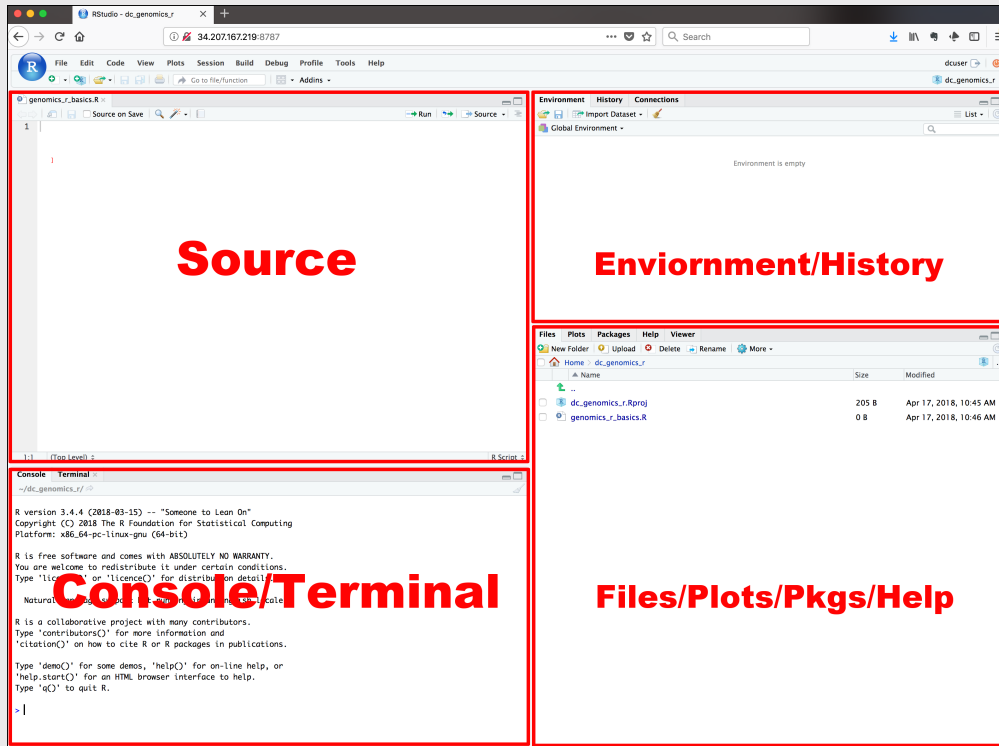 RStudio - dc_genomics_r
34.207.167.219:8787
Search
R
File Edit Code View Plots Session Build Debug Profile Tools Help
dcuser
Go to file/function
Addins
dc_genomics_r
genomics_r_basics.R
Source on Save
Run
Source
1
}
Source
1:1 (Top Level)
R Script
Environment History Connections
Import Dataset
List
Global Environment
Environment is empty
Enviornment/History
Console Terminal
~/dc_genomics_r/
R version 3.4.4 (2018-03-15) -- "Someone to Lean On"
Copyright (C) 2018 The R Foundation for Statistical Computing
Platform: x86_64-pc-linux-gnu (64-bit)
R is free software and comes with ABSOLUTELY NO WARRANTY.
You are welcome to redistribute it under certain conditions.
Type 'license()' or 'licence()' for distribution details.
Console/Terminal
Natural language support but running in an English locale
R is a collaborative project with many contributors.
Type 'contributors()' for more information and
'citation()' on how to cite R or R packages in publications.
Type 'demo()' for some demos, 'help()' for on-line help, or
'help.start()' for an HTML browser interface to help.
Type 'q()' to quit R.
>
Files Plots Packages Help Viewer
New Folder Upload Delete Rename More
Home dc_genomics_r
Name Size Modified
..
dc_genomics_r.Rproj 205 B Apr 17, 2018, 10:45 AM
genomics_r_basics.R 0 B Apr 17, 2018, 10:46 AM
Files/Plots/Pkgs/Help